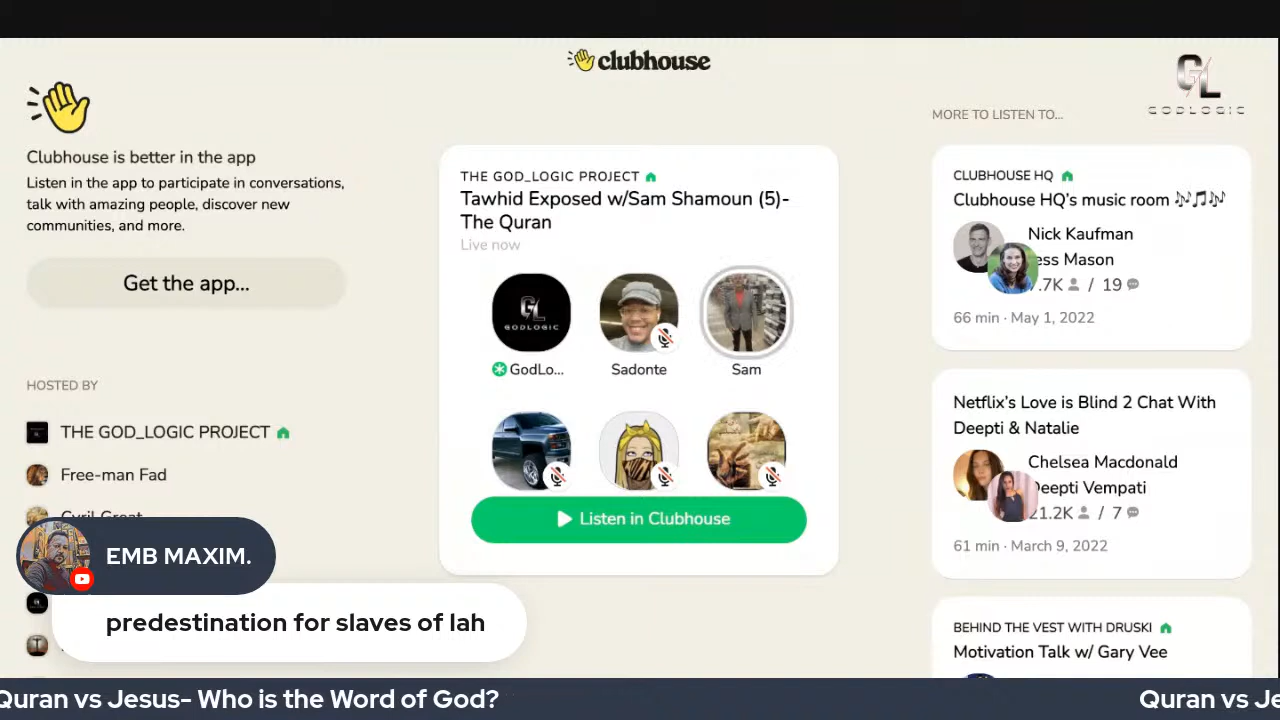 clubhouse
GL
GODLOGIC
Clubhouse is better in the app
Listen in the app to participate in conversations,
talk with amazing people, discover new
communities, and more.
Get the app...
HOSTED BY
THE GOD_LOGIC PROJECT
Free-man Fad
Cyril Great
THE GOD_LOGIC PROJECT
Tawhid Exposed w/Sam Shamoun (5)-
The Quran
Live now
GL
GODLOGIC
GodLo...
Sadonte
Sam
Listen in Clubhouse
MORE TO LISTEN TO...
CLUBHOUSE HQ
Clubhouse HQ's music room 🎶🎵🎶
Nick Kaufman
ess Mason
7.7K / 19
66 min · May 1, 2022
Netflix's Love is Blind 2 Chat With
Deepti & Natalie
Chelsea Macdonald
Deepti Vempati
21.2K / 7
61 min · March 9, 2022
BEHIND THE VEST WITH DRUSKI
Motivation Talk w/ Gary Vee
EMB MAXIM.
predestination for slaves of lah
Quran vs Jesus- Who is the Word of God?
Quran vs Je